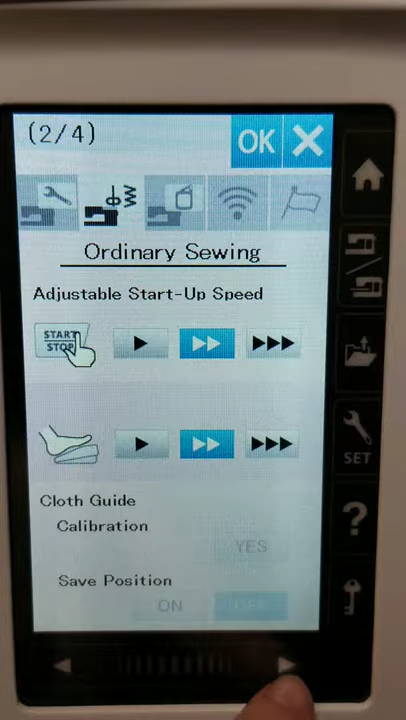 (2/4)
OK
Ordinary Sewing
Adjustable Start-Up Speed
START
STOP
Cloth Guide
Calibration
YES
Save Position
ON OFF
SET
?